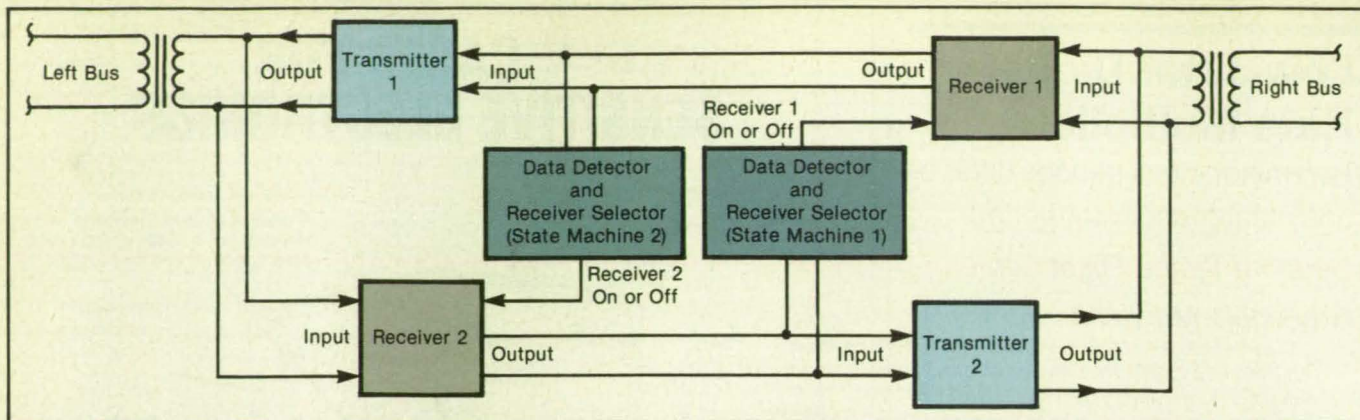 Left Bus
Output
Transmitter
1
Input
Output
Receiver 1
Input
Right Bus
Receiver 1
On or Off
Data Detector
and
Receiver Selector
(State Machine 2)
Data Detector
and
Receiver Selector
(State Machine 1)
Receiver 2
On or Off
Input
Receiver 2
Output
Input
Transmitter
2
Output